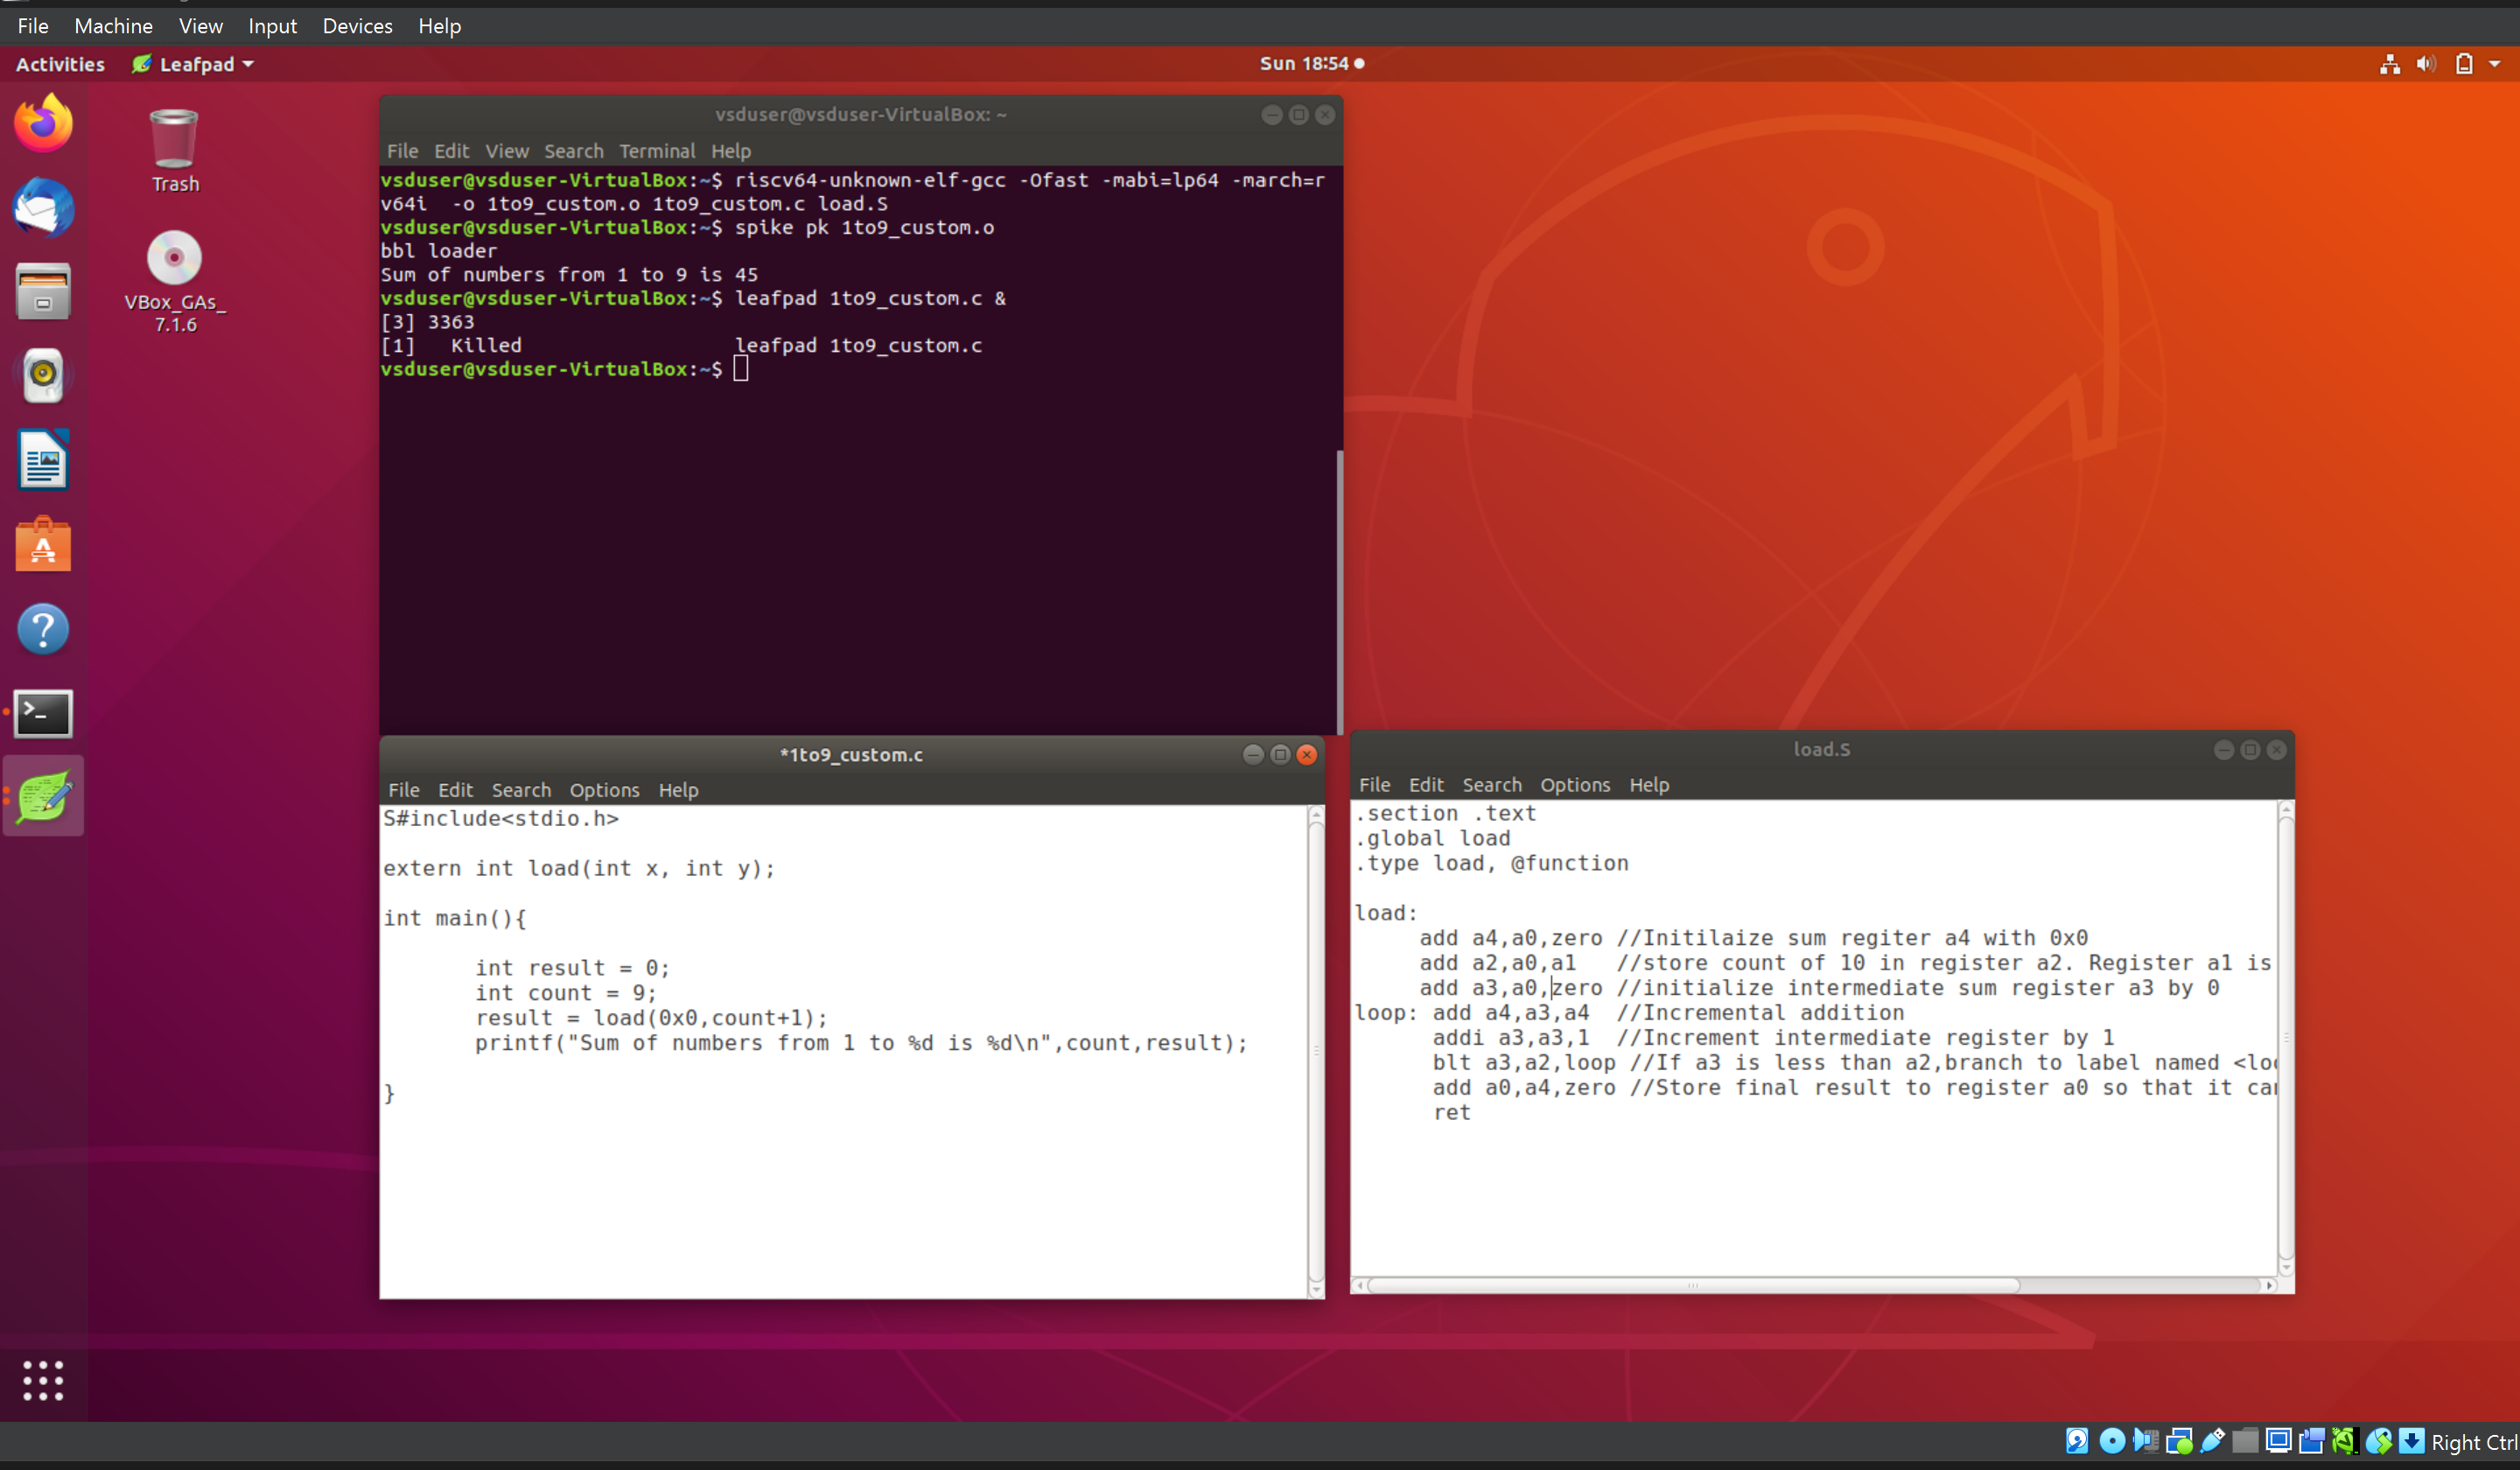 File Machine View Input Devices Help
Activities Leafpad Sun 18:54
Trash
VBox_GAs_
7.1.6
vsduser@vsduser-VirtualBox: ~
File Edit View Search Terminal Help
vsduser@vsduser-VirtualBox:~$ riscv64-unknown-elf-gcc -Ofast -mabi=lp64 -march=r
v64i  -o 1to9_custom.o 1to9_custom.c load.S
vsduser@vsduser-VirtualBox:~$ spike pk 1to9_custom.o
bbl loader
Sum of numbers from 1 to 9 is 45
vsduser@vsduser-VirtualBox:~$ leafpad 1to9_custom.c &
[3] 3363
[1]   Killed                  leafpad 1to9_custom.c
vsduser@vsduser-VirtualBox:~$
*1to9_custom.c
File Edit Search Options Help
S#include<stdio.h>
extern int load(int x, int y);
int main(){
int result = 0;
int count = 9;
result = load(0x0,count+1);
printf("Sum of numbers from 1 to %d is %d\n",count,result);
}
load.S
File Edit Search Options Help
.section .text
.global load
.type load, @function
load:
add a4,a0,zero //Initilaize sum regiter a4 with 0x0
add a2,a0,a1   //store count of 10 in register a2. Register a1 is
add a3,a0,zero //initialize intermediate sum register a3 by 0
loop: add a4,a3,a4  //Incremental addition
addi a3,a3,1  //Increment intermediate register by 1
blt a3,a2,loop //If a3 is less than a2,branch to label named <loo
add a0,a4,zero //Store final result to register a0 so that it can
ret
Right Ctrl